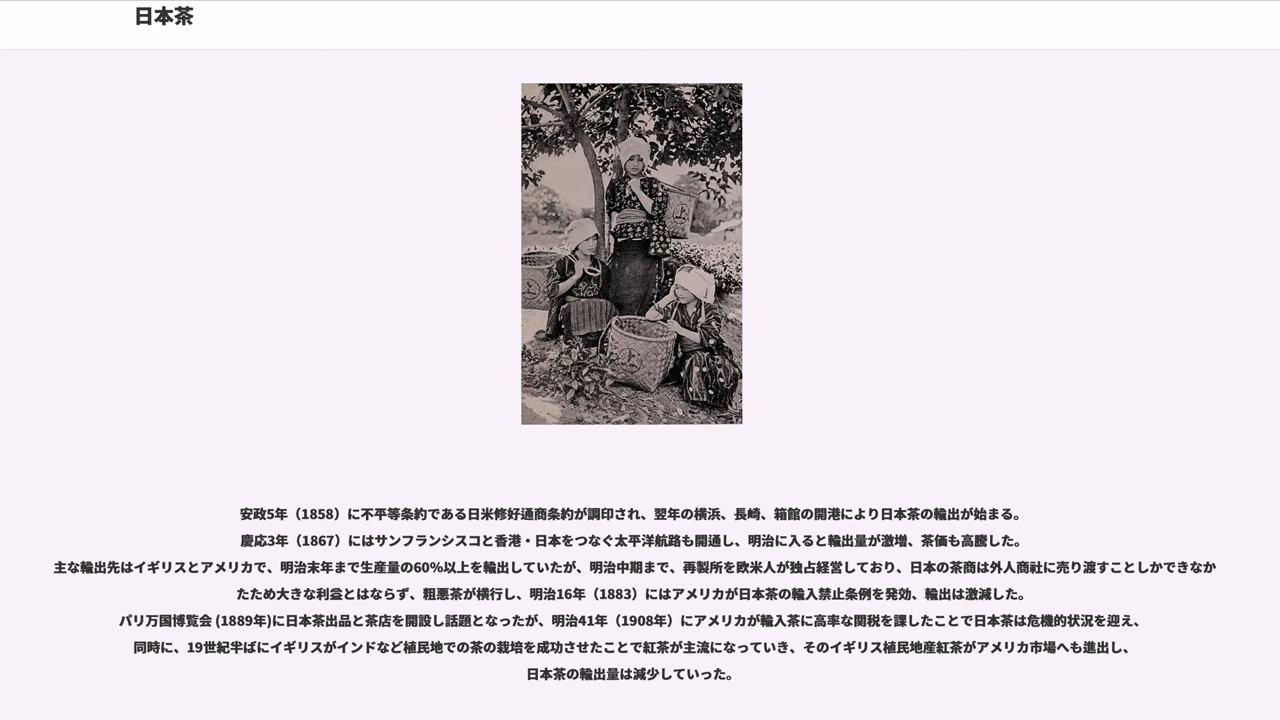 日本茶
安政5年（1858）に不平等条約である日米修好通商条約が調印され、翌年の横浜、長崎、箱館の開港により日本茶の輸出が始まる。
慶応3年（1867）にはサンフランシスコと香港・日本をつなぐ太平洋航路も開通し、明治に入ると輸出量が激増、茶価も高騰した。
主な輸出先はイギリスとアメリカで、明治末年まで生産量の60%以上を輸出していたが、明治中期まで、再製所を欧米人が独占経営しており、日本の茶商は外人商社に売り渡すことしかできなか
たため大きな利益とはならず、粗悪茶が横行し、明治16年（1883）にはアメリカが日本茶の輸入禁止条例を発効、輸出は激減した。
パリ万国博覧会 (1889年)に日本茶出品と茶店を開設し話題となったが、明治41年（1908年）にアメリカが輸入茶に高率な関税を課したことで日本茶は危機的状況を迎え、
同時に、19世紀半ばにイギリスがインドなど植民地での茶の栽培を成功させたことで紅茶が主流になっていき、そのイギリス植民地産紅茶がアメリカ市場へも進出し、
日本茶の輸出量は減少していった。